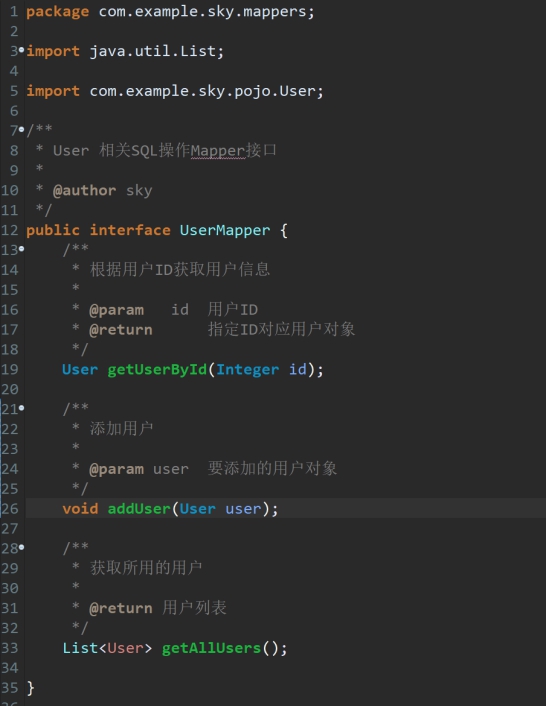 1 package com.example.sky.mappers;
2
3 import java.util.List;
4
5 import com.example.sky.pojo.User;
6
7 /**
8  * User 相关SQL操作Mapper接口
9  *
10  * @author sky
11  */
12 public interface UserMapper {
13     /**
14      * 根据用户ID获取用户信息
15      *
16      * @param   id  用户ID
17      * @return      指定ID对应用户对象
18      */
19     User getUserById(Integer id);
20
21     /**
22      * 添加用户
23      *
24      * @param user  要添加的用户对象
25      */
26     void addUser(User user);
27
28     /**
29      * 获取所用的用户
30      *
31      * @return 用户列表
32      */
33     List<User> getAllUsers();
34
35 }